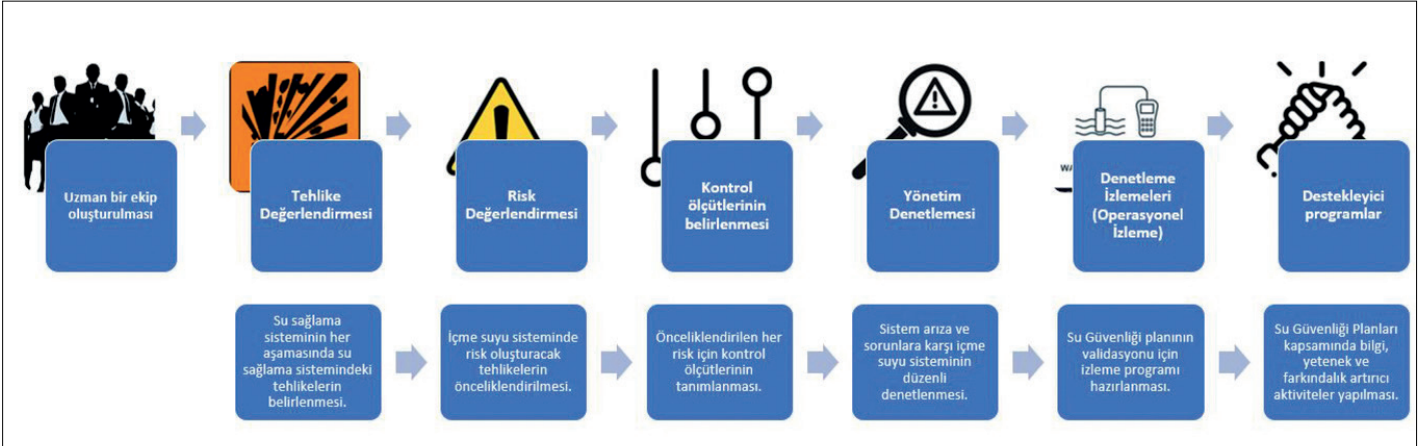 Uzman bir ekip
oluşturulması
Tehlike
Değerlendirmesi
Risk
Değerlendirmesi
Kontrol
ölçütlerinin
belirlenmesi
Yönetim
Denetlemesi
WA
Denetleme
İzlemeleri
(Operasyonel
İzleme)
Destekleyici
programlar
Su sağlama
sisteminin her
aşamasında su
sağlama sistemindeki
tehlikelerin
belirlenmesi.
İçme suyu sisteminde
risk oluşturacak
tehlikelerin
önceliklendirilmesi.
Önceliklendirilen her
risk için kontrol
ölçütlerinin
tanımlanması.
Sistem arıza ve
sorunlara karşı içme
suyu sisteminin
düzenli
denetlenmesi.
Su Güvenliği planının
validasyonu için
izleme programı
hazırlanması.
Su Güvenliği Planları
kapsamında bilgi,
yetenek ve
farkındalık artırıcı
aktiviteler yapılması.